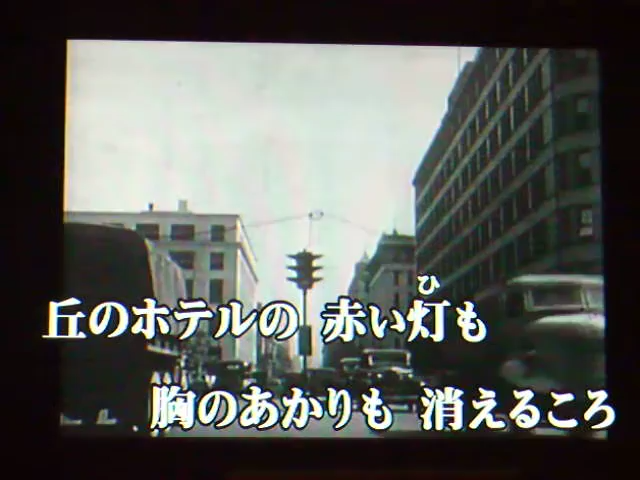 丘のホテルの 赤い灯も
ひ
胸のあかりも 消えるころ